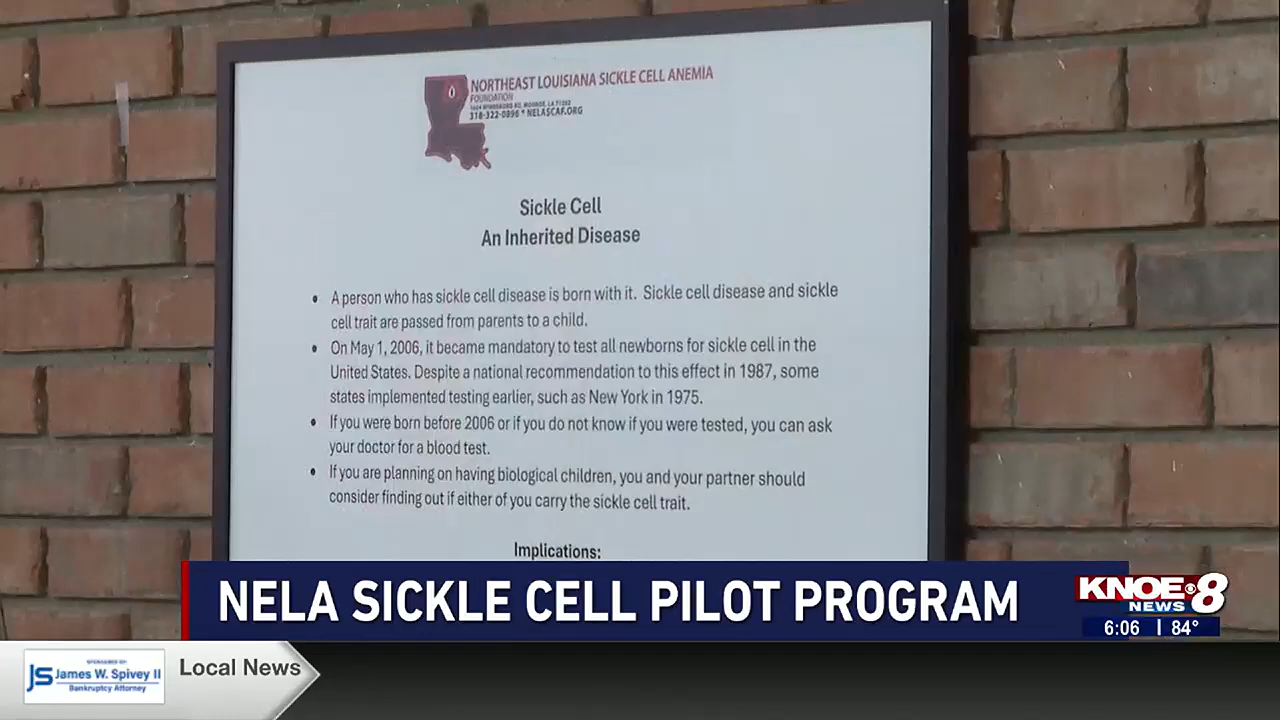 NORTHEAST LOUISIANA SICKLE CELL ANEMIA
FOUNDATION
318-322-0896 * NELASCAF.ORG
Sickle Cell
An Inherited Disease
• A person who has sickle cell disease is born with it. Sickle cell disease and sickle
cell trait are passed from parents to a child.
• On May 1, 2006, it became mandatory to test all newborns for sickle cell in the
United States. Despite a national recommendation to this effect in 1987, some
states implemented testing earlier, such as New York in 1975.
• If you were born before 2006 or if you do not know if you were tested, you can ask
your doctor for a blood test.
• If you are planning on having biological children, you and your partner should
consider finding out if either of you carry the sickle cell trait.
Implications:
NELA SICKLE CELL PILOT PROGRAM
KNOE 8
NEWS
6:06 | 84°
SPONSORED BY:
JS James W. Spivey II
Bankruptcy Attorney
Local News